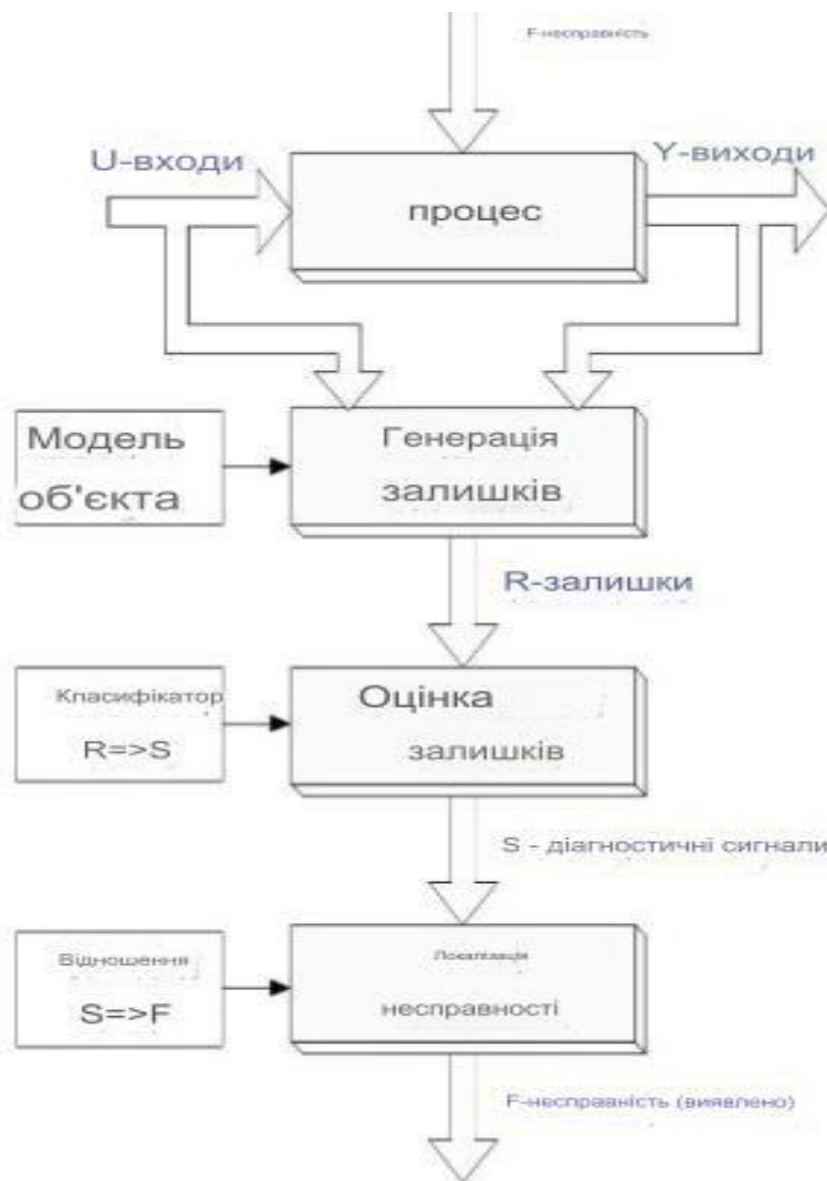 F-несправність
U-входи
Y-виходи
процес
Модель
об'єкта
Генерація
залишків
R-залишки
Класифікатор
R=>S
Оцінка
залишків
S - діагностичні сигнали
Відношення
S=>F
Локалізація
несправності
F-несправність (виявлено)